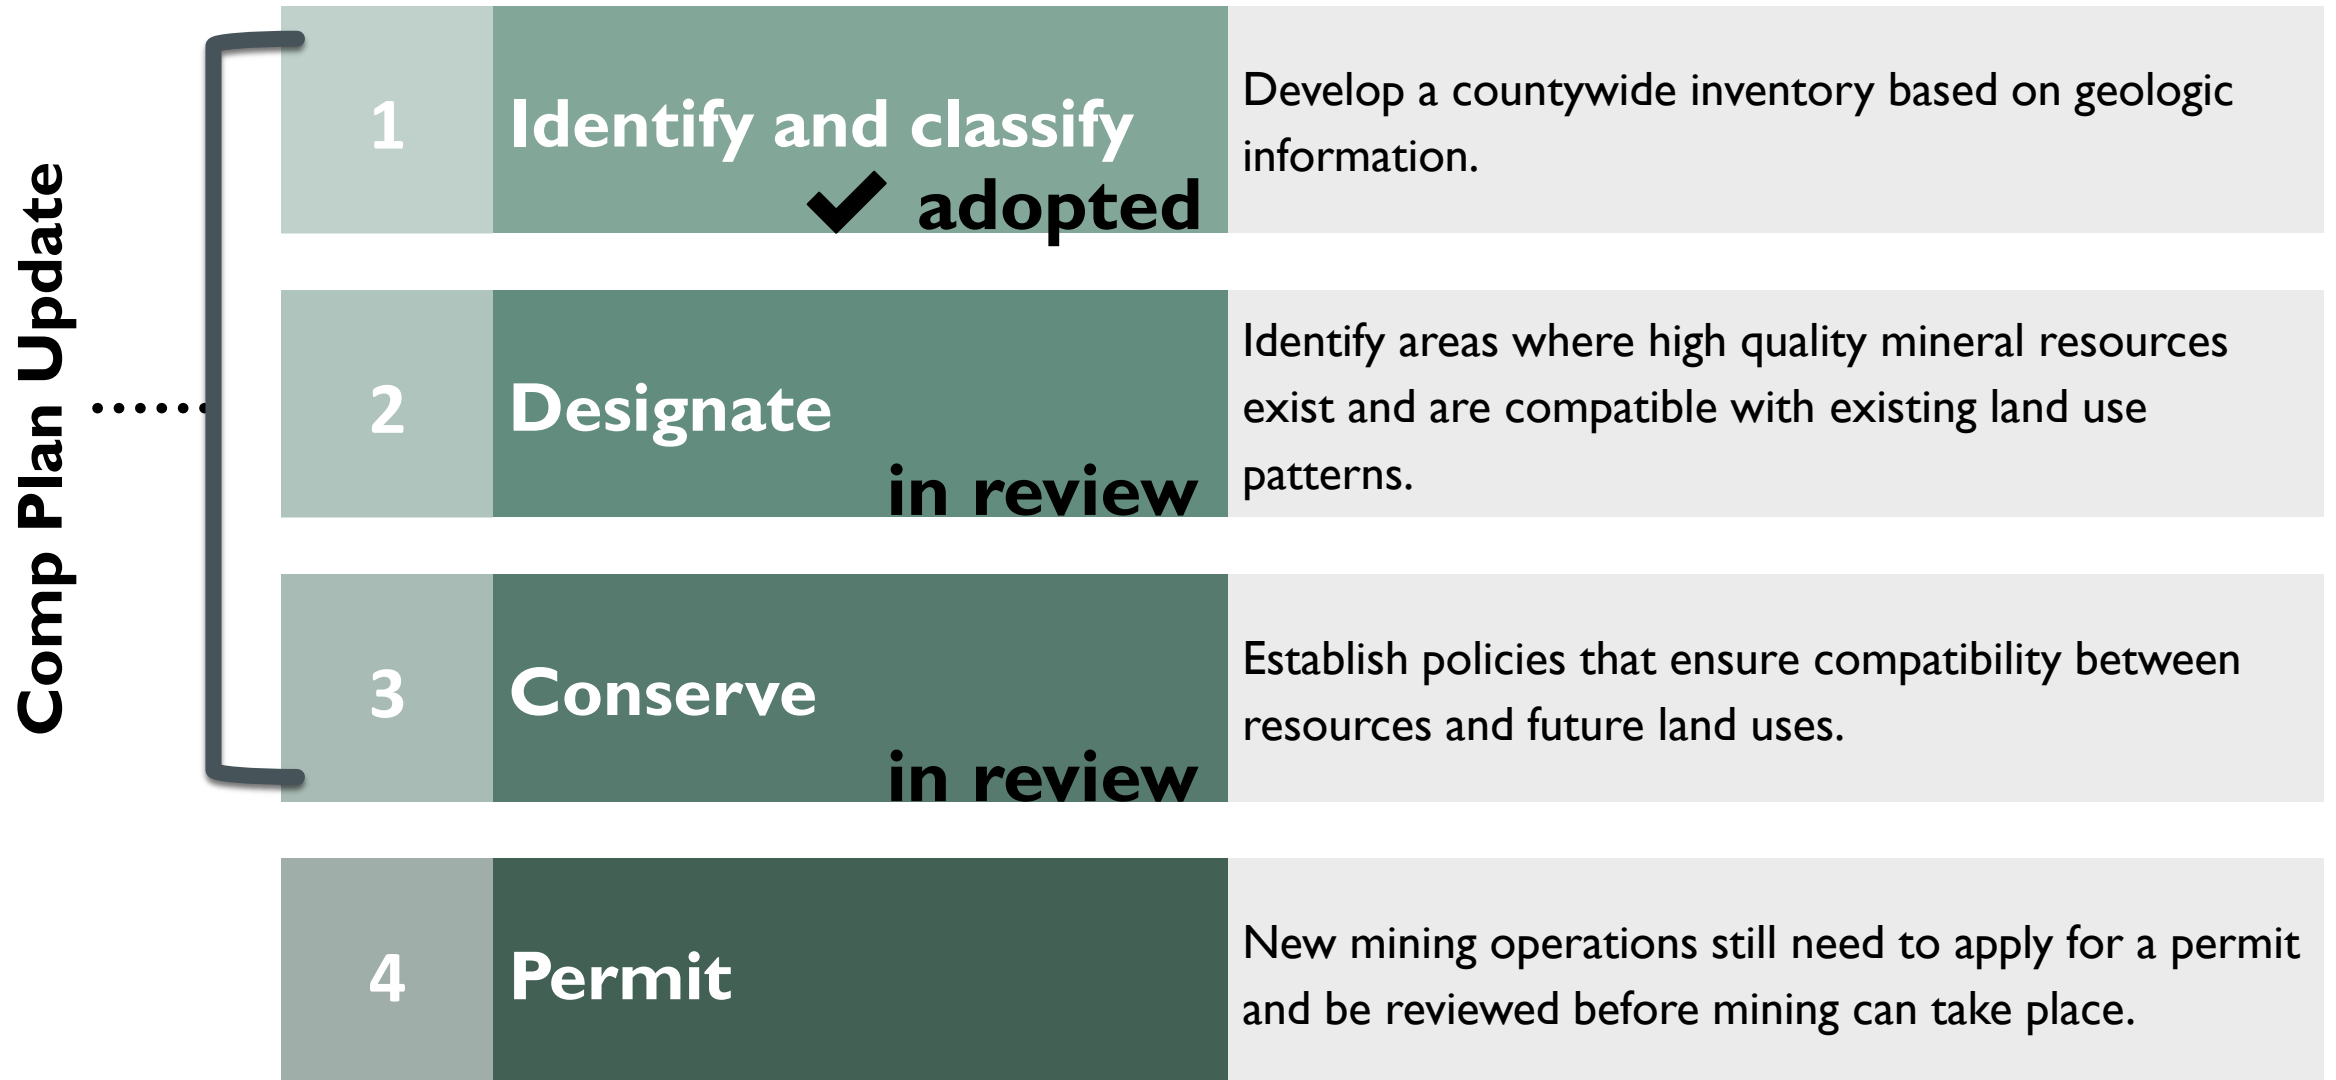 Comp Plan Update
1
Identify and classify
✔ adopted
Develop a countywide inventory based on geologic
information.
2
Designate
in review
Identify areas where high quality mineral resources
exist and are compatible with existing land use
patterns.
3
Conserve
in review
Establish policies that ensure compatibility between
resources and future land uses.
4
Permit
New mining operations still need to apply for a permit
and be reviewed before mining can take place.